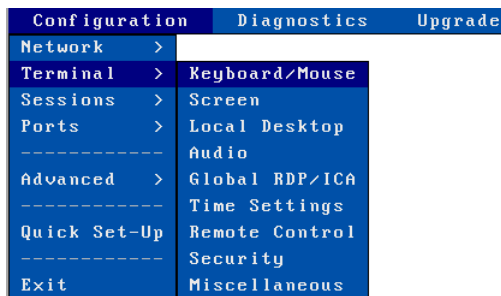 Configuration Diagnostics Upgrade
Network >
Terminal > Keyboard/Mouse
Sessions > Screen
Ports > Local Desktop
------------ Audio
Advanced > Global RDP/ICA
------------ Time Settings
Quick Set-Up Remote Control
------------ Security
Exit Miscellaneous